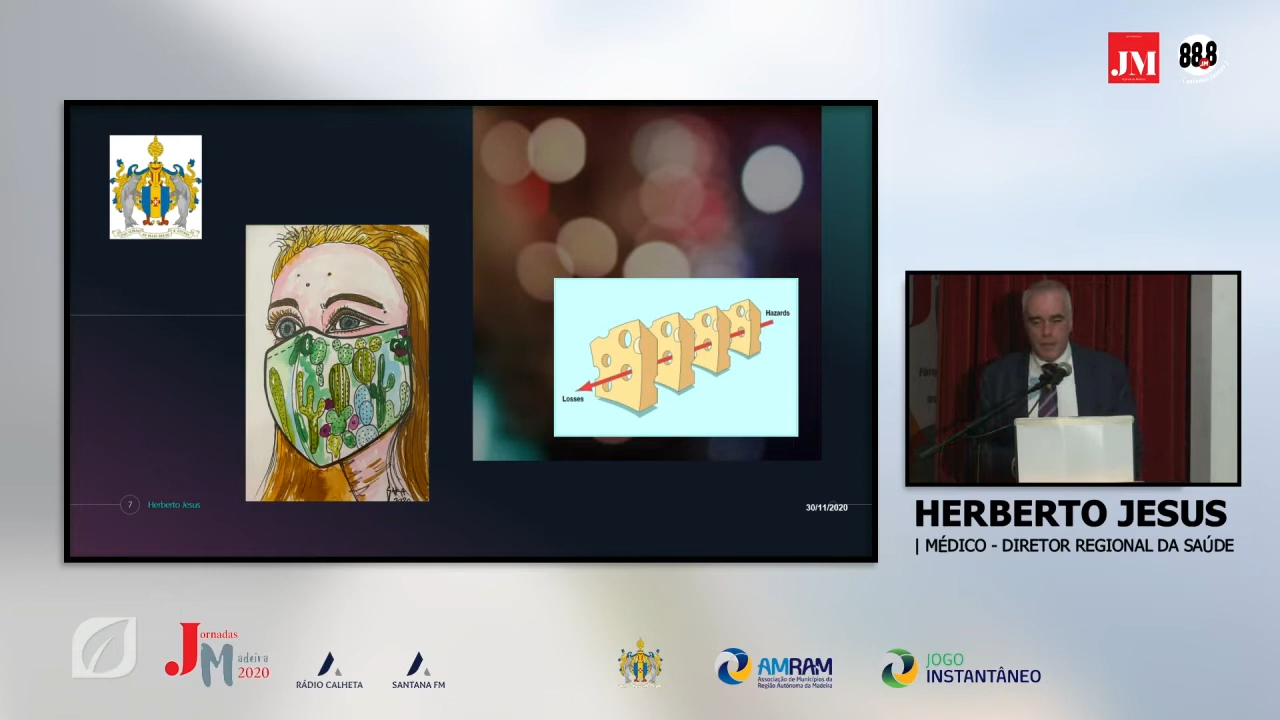 JM
88.8
JM
Hazards
Losses
7
Herberto Jesus
30/11/2020
HERBERTO JESUS
| MÉDICO - DIRETOR REGIONAL DA SAÚDE
Jornadas
JM adeira
2020
RÁDIO CALHETA
SANTANA FM
AMRAM
Associação de Municípios da
Região Autónoma da Madeira
JOGO
INSTANTÂNEO